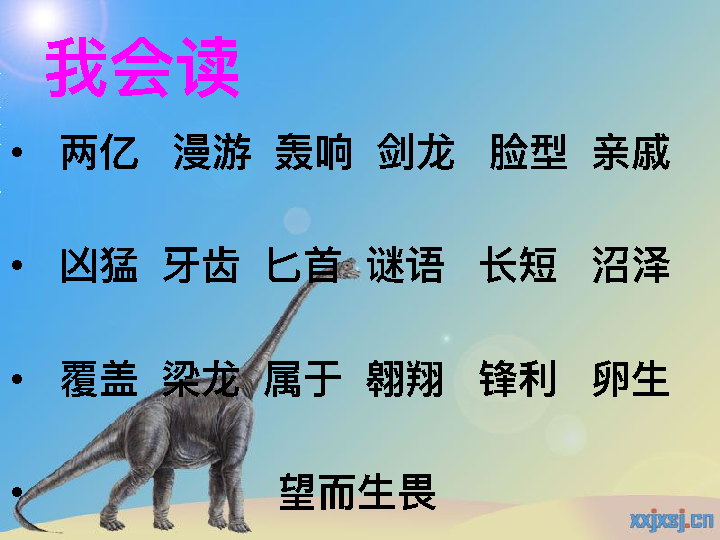 我会读
• 两亿 漫游 轰响 剑龙 脸型 亲戚
• 凶猛 牙齿 匕首 谜语 长短 沼泽
• 覆盖 梁龙 属于 翱翔 锋利 卵生
• 望而生畏
xxjxsj.cn